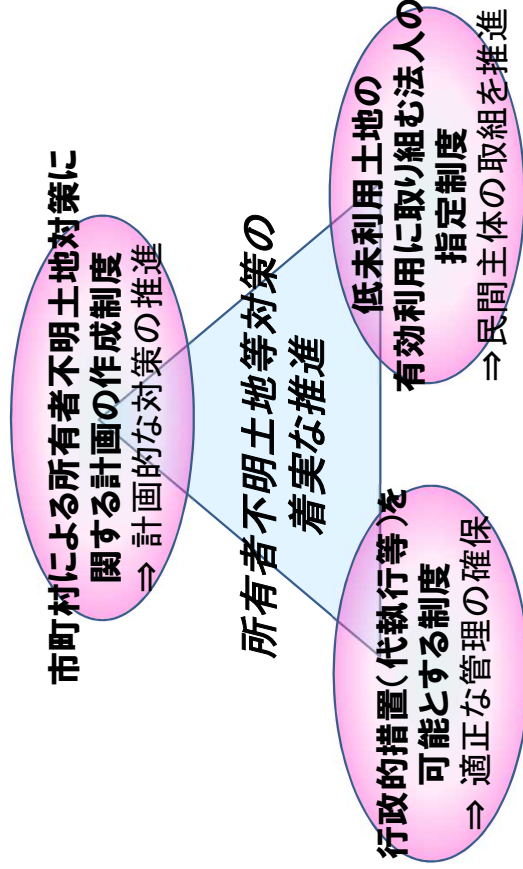 市町村による所有者不明土地対策に
関する計画の作成制度
⇒ 計画的な対策の推進
所有者不明土地等対策の
着実な推進
行政的措置(代執行等)を
可能とする制度
⇒ 適正な管理の確保
低未利用土地の
有効利用に取り組む法人の
指定制度
⇒民間主体の取組を推進